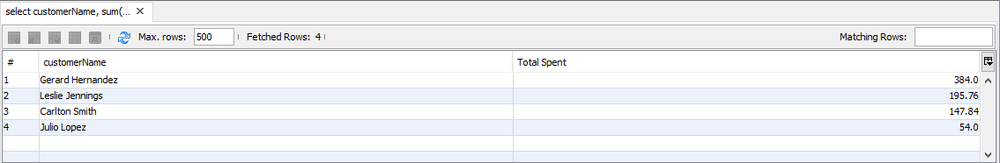 select customerName, sum(...
Max. rows: 500 Fetched Rows: 4 Matching Rows:
# customerName Total Spent
1 Gerard Hernandez 384.0
2 Leslie Jennings 195.76
3 Carlton Smith 147.84
4 Julio Lopez 54.0